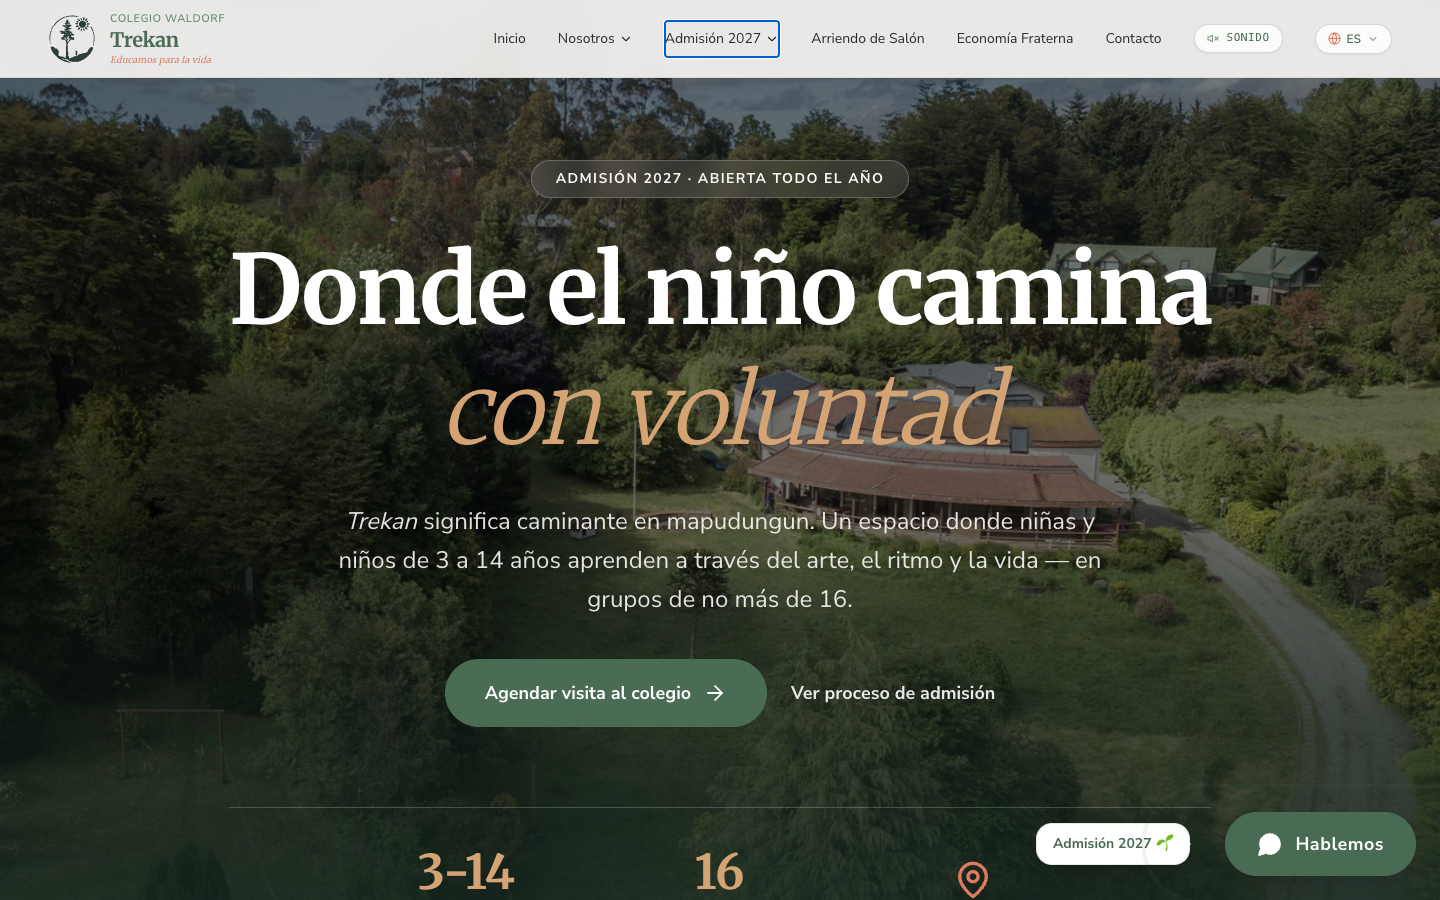 COLEGIO WALDORF
Trekan
Educamos para la vida
Inicio
Nosotros
Admisión 2027
Arriendo de Salón
Economía Fraterna
Contacto
SONIDO
ES
ADMISIÓN 2027 · ABIERTA TODO EL AÑO
Donde el niño camina
con voluntad
Trekan significa caminante en mapudungun. Un espacio donde niñas y
niños de 3 a 14 años aprenden a través del arte, el ritmo y la vida — en
grupos de no más de 16.
Agendar visita al colegio
Ver proceso de admisión
3–14
16
Admisión 2027 🌱
Hablemos